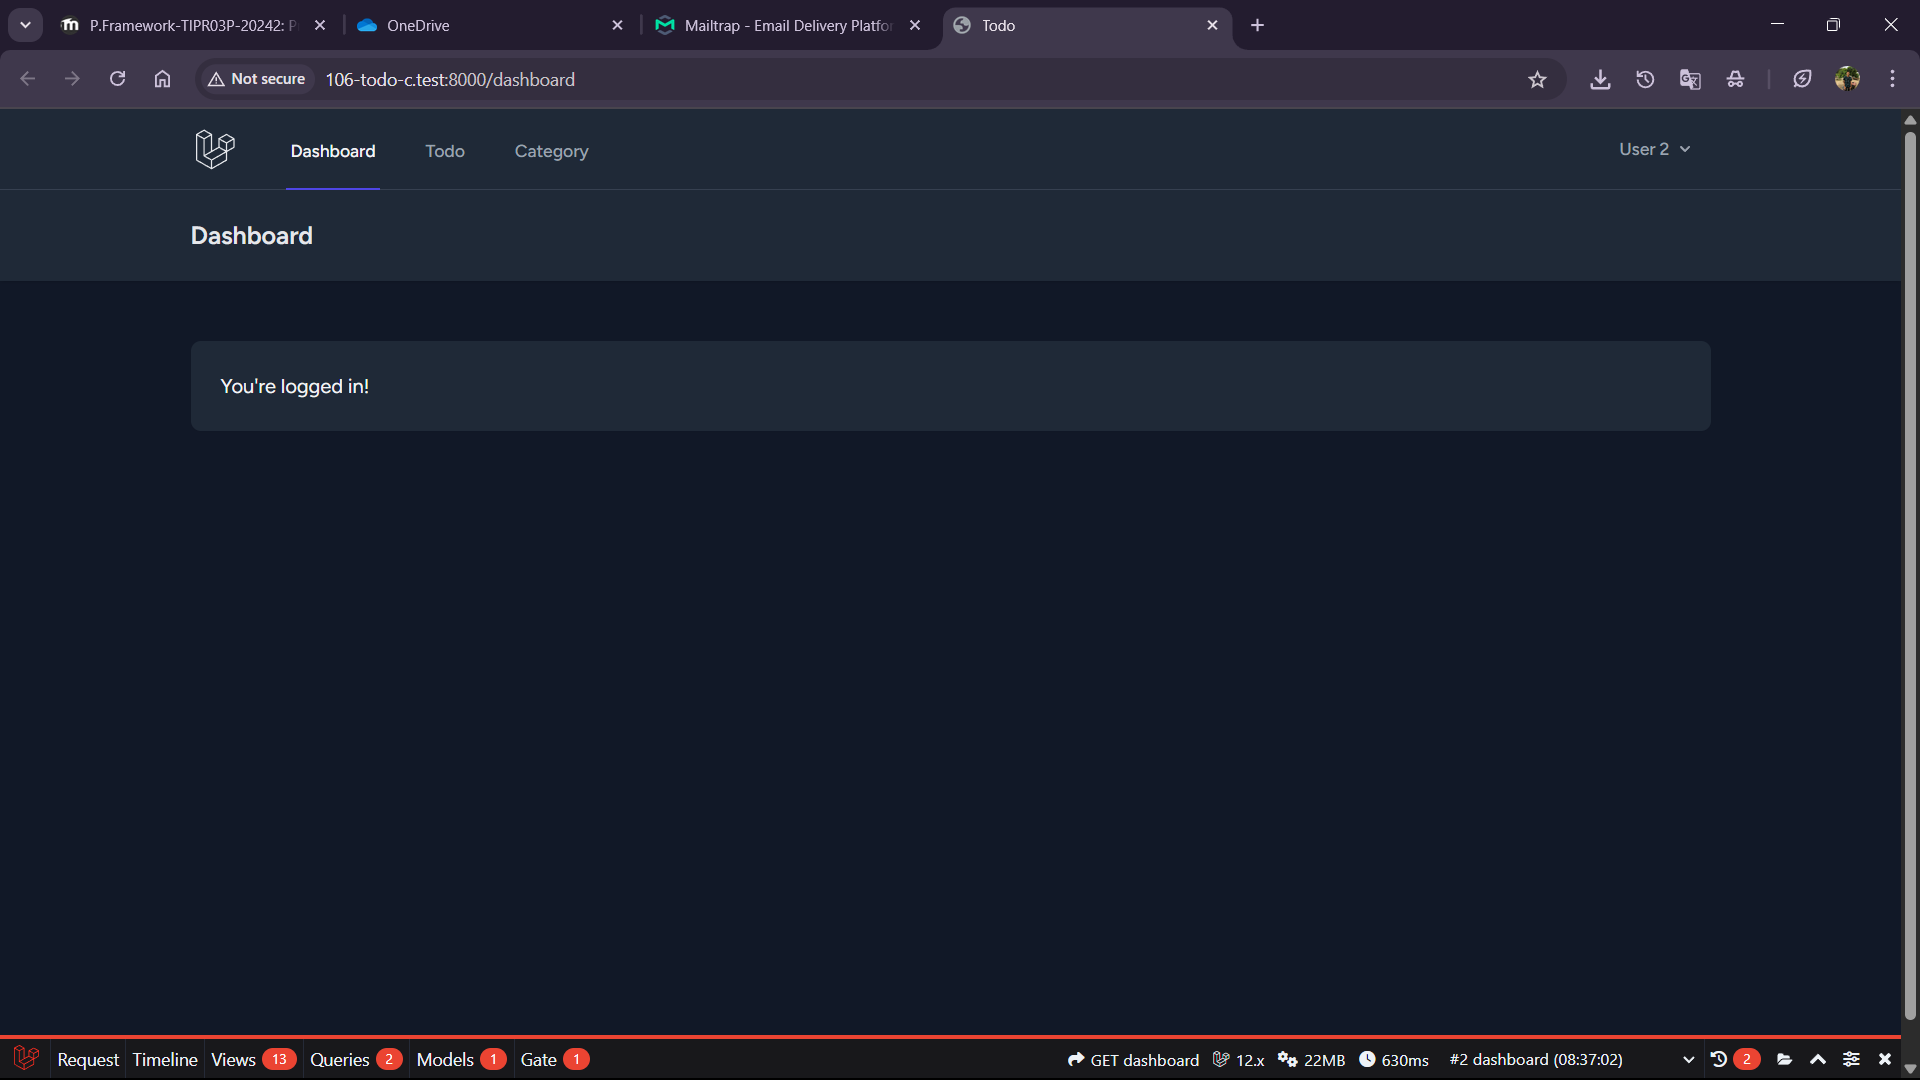 P.Framework-TIPR03P-20242:
OneDrive
Mailtrap - Email Delivery Platfo
Todo
Not secure
106-todo-c.test:8000/dashboard
Dashboard
Todo
Category
User 2
Dashboard
You're logged in!
Request
Timeline
Views 13
Queries 2
Models 1
Gate 1
GET dashboard
12.x
22MB
630ms
#2 dashboard (08:37:02)
2